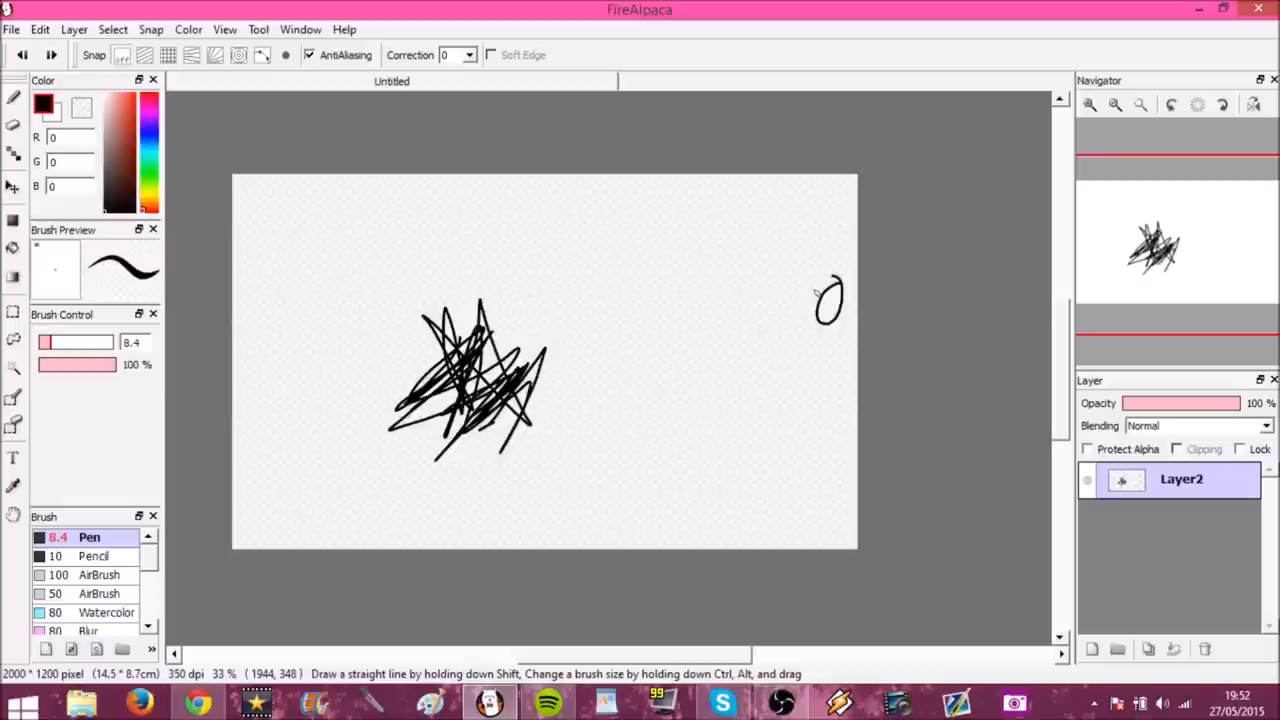 FireAlpaca
File Edit Layer Select Snap Color View Tool Window Help
Snap off AntiAliasing Correction 0 Soft Edge
Color
Untitled
Navigator
R 0
G 0
B 0
Brush Preview
*
Brush Control
8.4
100 %
Layer
Opacity 100 %
Blending Normal
Protect Alpha Clipping Lock
Layer2
Brush
8.4 Pen
10 Pencil
100 AirBrush
50 AirBrush
80 Watercolor
80 Blur
2000 * 1200 pixel (14.5 * 8.7cm) 350 dpi 33 % ( 1944, 348 ) Draw a straight line by holding down Shift, Change a brush size by holding down Ctrl, Alt, and drag
99
19:52
27/05/2015